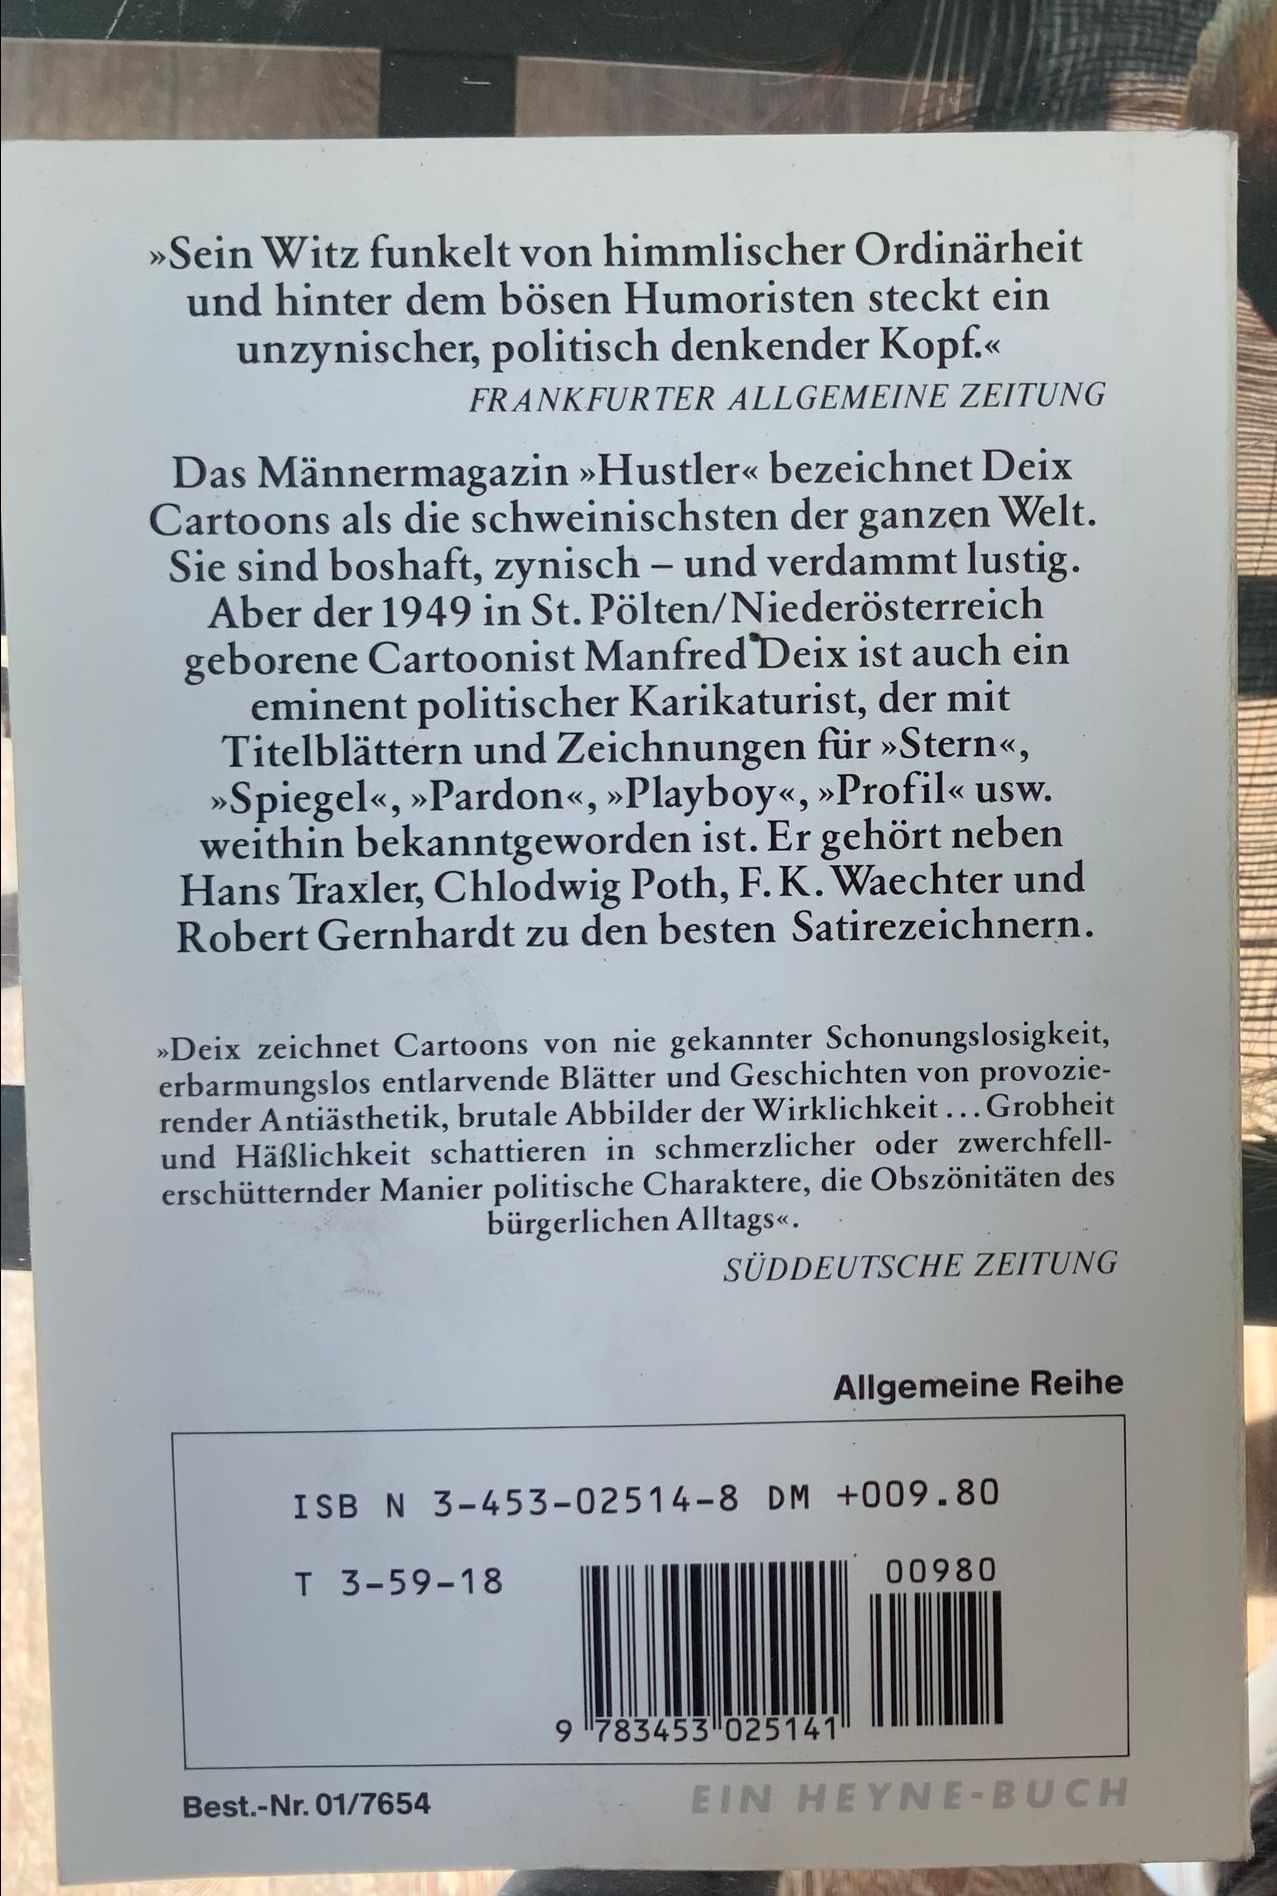 »Sein Witz funkelt von himmlischer Ordinärheit
und hinter dem bösen Humoristen steckt ein
unzynischer, politisch denkender Kopf.«
FRANKFURTER ALLGEMEINE ZEITUNG
Das Männermagazin »Hustler« bezeichnet Deix
Cartoons als die schweinischsten der ganzen Welt.
Sie sind boshaft, zynisch – und verdammt lustig.
Aber der 1949 in St. Pölten/Niederösterreich
geborene Cartoonist Manfred Deix ist auch ein
eminent politischer Karikaturist, der mit
Titelblättern und Zeichnungen für »Stern«,
»Spiegel«, »Pardon«, »Playboy«, »Profil« usw.
weithin bekanntgeworden ist. Er gehört neben
Hans Traxler, Chlodwig Poth, F. K. Waechter und
Robert Gernhardt zu den besten Satirezeichnern.
»Deix zeichnet Cartoons von nie gekannter Schonungslosigkeit,
erbarmungslos entlarvende Blätter und Geschichten von provozie-
render Antiästhetik, brutale Abbilder der Wirklichkeit ... Grobheit
und Häßlichkeit schattieren in schmerzlicher oder zwerchfell-
erschütternder Manier politische Charaktere, die Obszönitäten des
bürgerlichen Alltags«.
SÜDDEUTSCHE ZEITUNG
Allgemeine Reihe
ISB N 3-453-02514-8 DM +009.80
T 3-59-18
00980
9 783453 025141
Best.-Nr. 01/7654
EIN HEYNE-BUCH